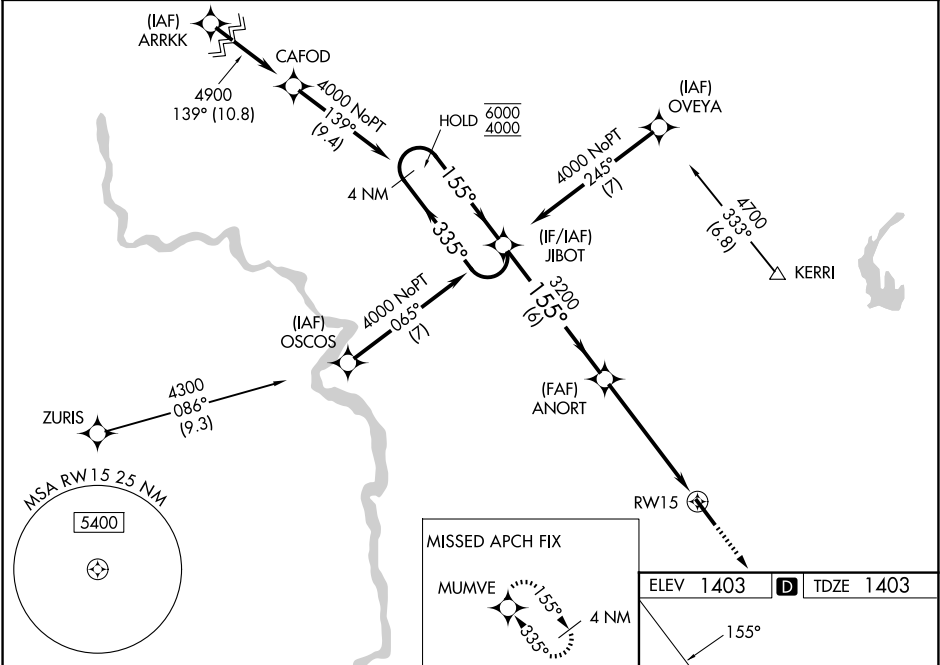 (IAF)
ARRKK
CAFOD
4900
139° (10.8)
4000 NoPT
139°
(9.4)
HOLD
6000
4000
4 NM
155°
335°
(IAF)
OVEYA
4000 NoPT
245°
(7)
4700
333°
(6.8)
KERRI
(IF/IAF)
JIBOT
3200
155°
(6)
4000 NoPT
065°
(7)
(IAF)
OSCOS
(FAF)
ANORT
4300
086°
(9.3)
ZURIS
MSA RW15 25 NM
5400
RW15
MISSED APCH FIX
MUMVE
155°
335°
4 NM
ELEV 1403 D TDZE 1403
155°